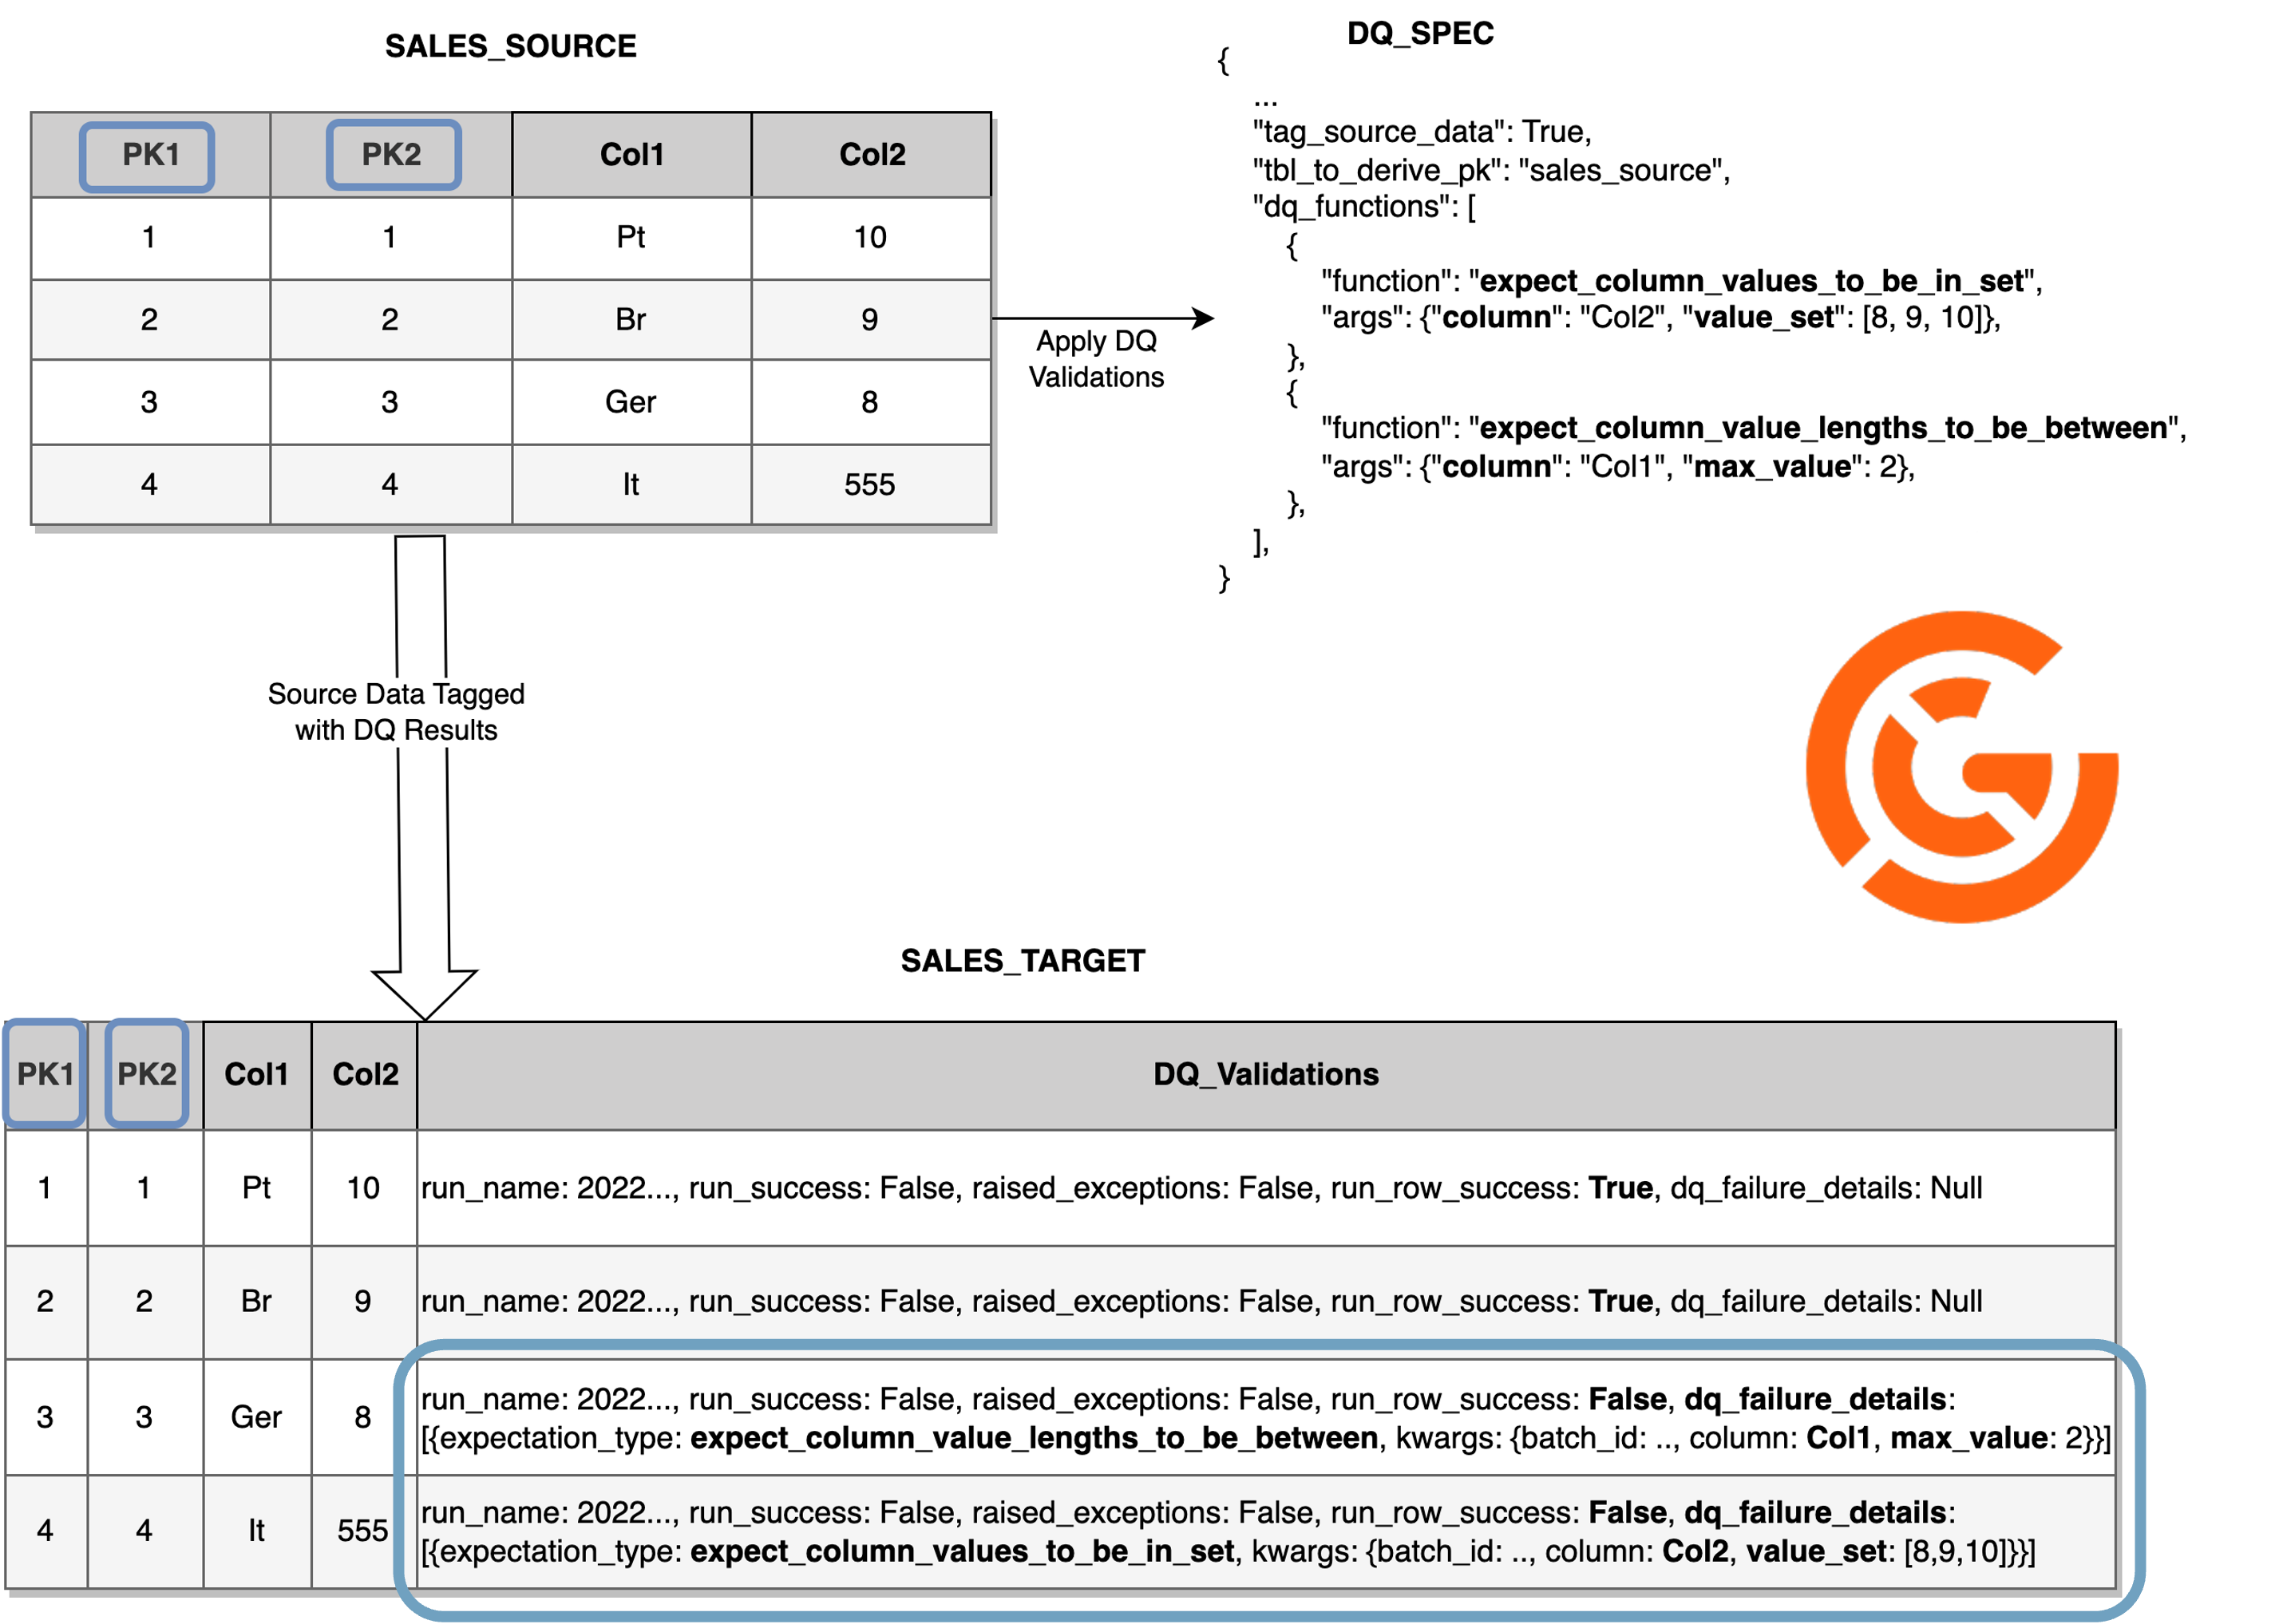 SALES_SOURCE
PK1 PK2 Col1 Col2
1 1 Pt 10
2 2 Br 9
3 3 Ger 8
4 4 It 555
Apply DQ
Validations
DQ_SPEC
{
...
"tag_source_data": True,
"tbl_to_derive_pk": "sales_source",
"dq_functions": [
{
"function": "expect_column_values_to_be_in_set",
"args": {"column": "Col2", "value_set": [8, 9, 10]},
},
{
"function": "expect_column_value_lengths_to_be_between",
"args": {"column": "Col1", "max_value": 2},
},
],
}
Source Data Tagged
with DQ Results
SALES_TARGET
PK1 PK2 Col1 Col2 DQ_Validations
1 1 Pt 10 run_name: 2022..., run_success: False, raised_exceptions: False, run_row_success: True, dq_failure_details: Null
2 2 Br 9 run_name: 2022..., run_success: False, raised_exceptions: False, run_row_success: True, dq_failure_details: Null
3 3 Ger 8 run_name: 2022..., run_success: False, raised_exceptions: False, run_row_success: False, dq_failure_details:
[{expectation_type: expect_column_value_lengths_to_be_between, kwargs: {batch_id: .., column: Col1, max_value: 2}}]
4 4 It 555 run_name: 2022..., run_success: False, raised_exceptions: False, run_row_success: False, dq_failure_details:
[{expectation_type: expect_column_values_to_be_in_set, kwargs: {batch_id: .., column: Col2, value_set: [8,9,10]}}]